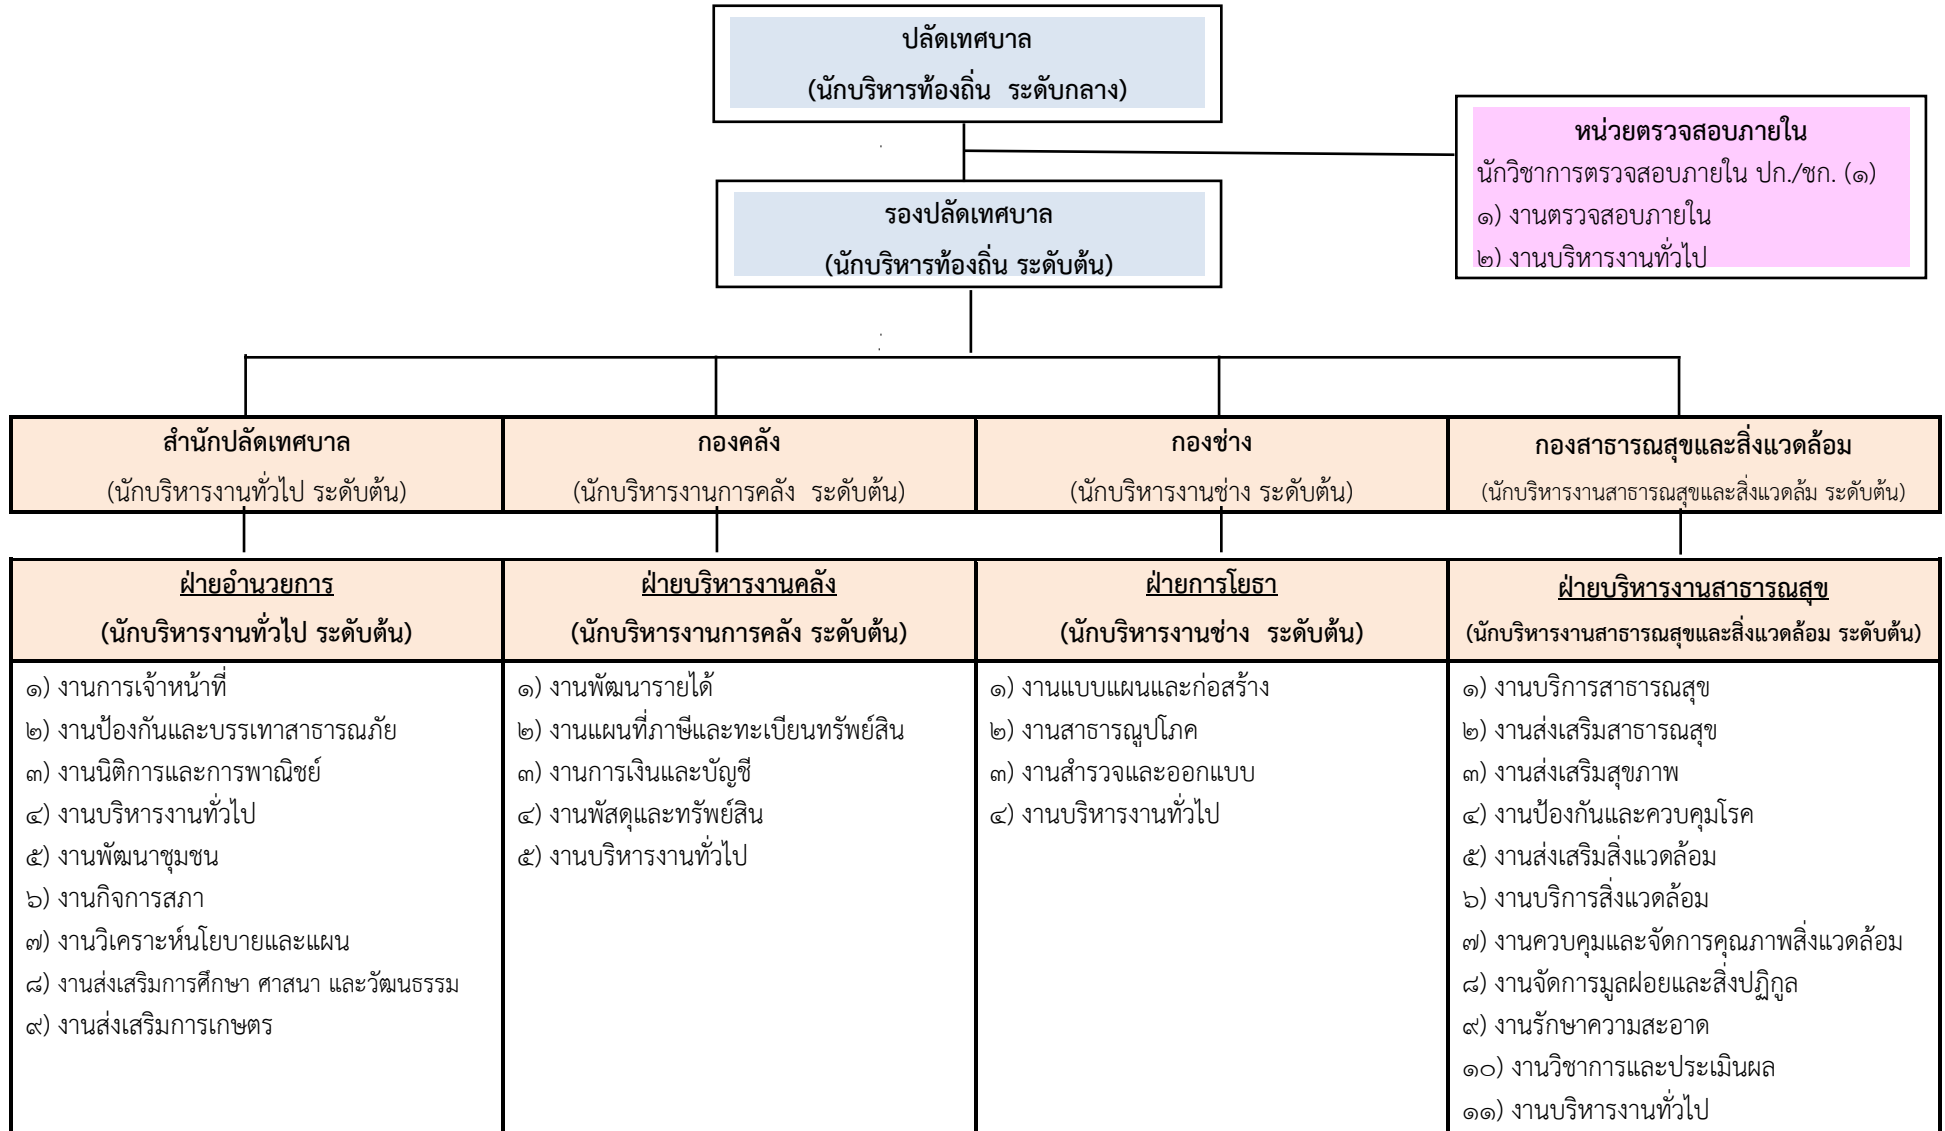 ปลัดเทศบาล
(นักบริหารท้องถิ่น  ระดับกลาง)
หน่วยตรวจสอบภายใน
นักวิชาการตรวจสอบภายใน ปก./ชก. (๑)
๑) งานตรวจสอบภายใน
๒) งานบริหารงานทั่วไป
รองปลัดเทศบาล
(นักบริหารท้องถิ่น ระดับต้น)
สำนักปลัดเทศบาล
(นักบริหารงานทั่วไป ระดับต้น)
กองคลัง
(นักบริหารงานการคลัง  ระดับต้น)
กองช่าง
(นักบริหารงานช่าง ระดับต้น)
กองสาธารณสุขและสิ่งแวดล้อม
(นักบริหารงานสาธารณสุขและสิ่งแวดล้ม ระดับต้น)
ฝ่ายอำนวยการ
(นักบริหารงานทั่วไป ระดับต้น)
๑) งานการเจ้าหน้าที่
๒) งานป้องกันและบรรเทาสาธารณภัย
๓) งานนิติการและการพาณิชย์
๔) งานบริหารงานทั่วไป
๕) งานพัฒนาชุมชน
๖) งานกิจการสภา
๗) งานวิเคราะห์นโยบายและแผน
๘) งานส่งเสริมการศึกษา ศาสนา และวัฒนธรรม
๙) งานส่งเสริมการเกษตร
ฝ่ายบริหารงานคลัง
(นักบริหารงานการคลัง ระดับต้น)
๑) งานพัฒนารายได้
๒) งานแผนที่ภาษีและทะเบียนทรัพย์สิน
๓) งานการเงินและบัญชี
๔) งานพัสดุและทรัพย์สิน
๕) งานบริหารงานทั่วไป
ฝ่ายการโยธา
(นักบริหารงานช่าง  ระดับต้น)
๑) งานแบบแผนและก่อสร้าง
๒) งานสาธารณูปโภค
๓) งานสำรวจและออกแบบ
๔) งานบริหารงานทั่วไป
ฝ่ายบริหารงานสาธารณสุข
(นักบริหารงานสาธารณสุขและสิ่งแวดล้อม ระดับต้น)
๑) งานบริการสาธารณสุข
๒) งานส่งเสริมสาธารณสุข
๓) งานส่งเสริมสุขภาพ
๔) งานป้องกันและควบคุมโรค
๕) งานส่งเสริมสิ่งแวดล้อม
๖) งานบริการสิ่งแวดล้อม
๗) งานควบคุมและจัดการคุณภาพสิ่งแวดล้อม
๘) งานจัดการมูลฝอยและสิ่งปฏิกูล
๙) งานรักษาความสะอาด
๑๐) งานวิชาการและประเมินผล
๑๑) งานบริหารงานทั่วไป